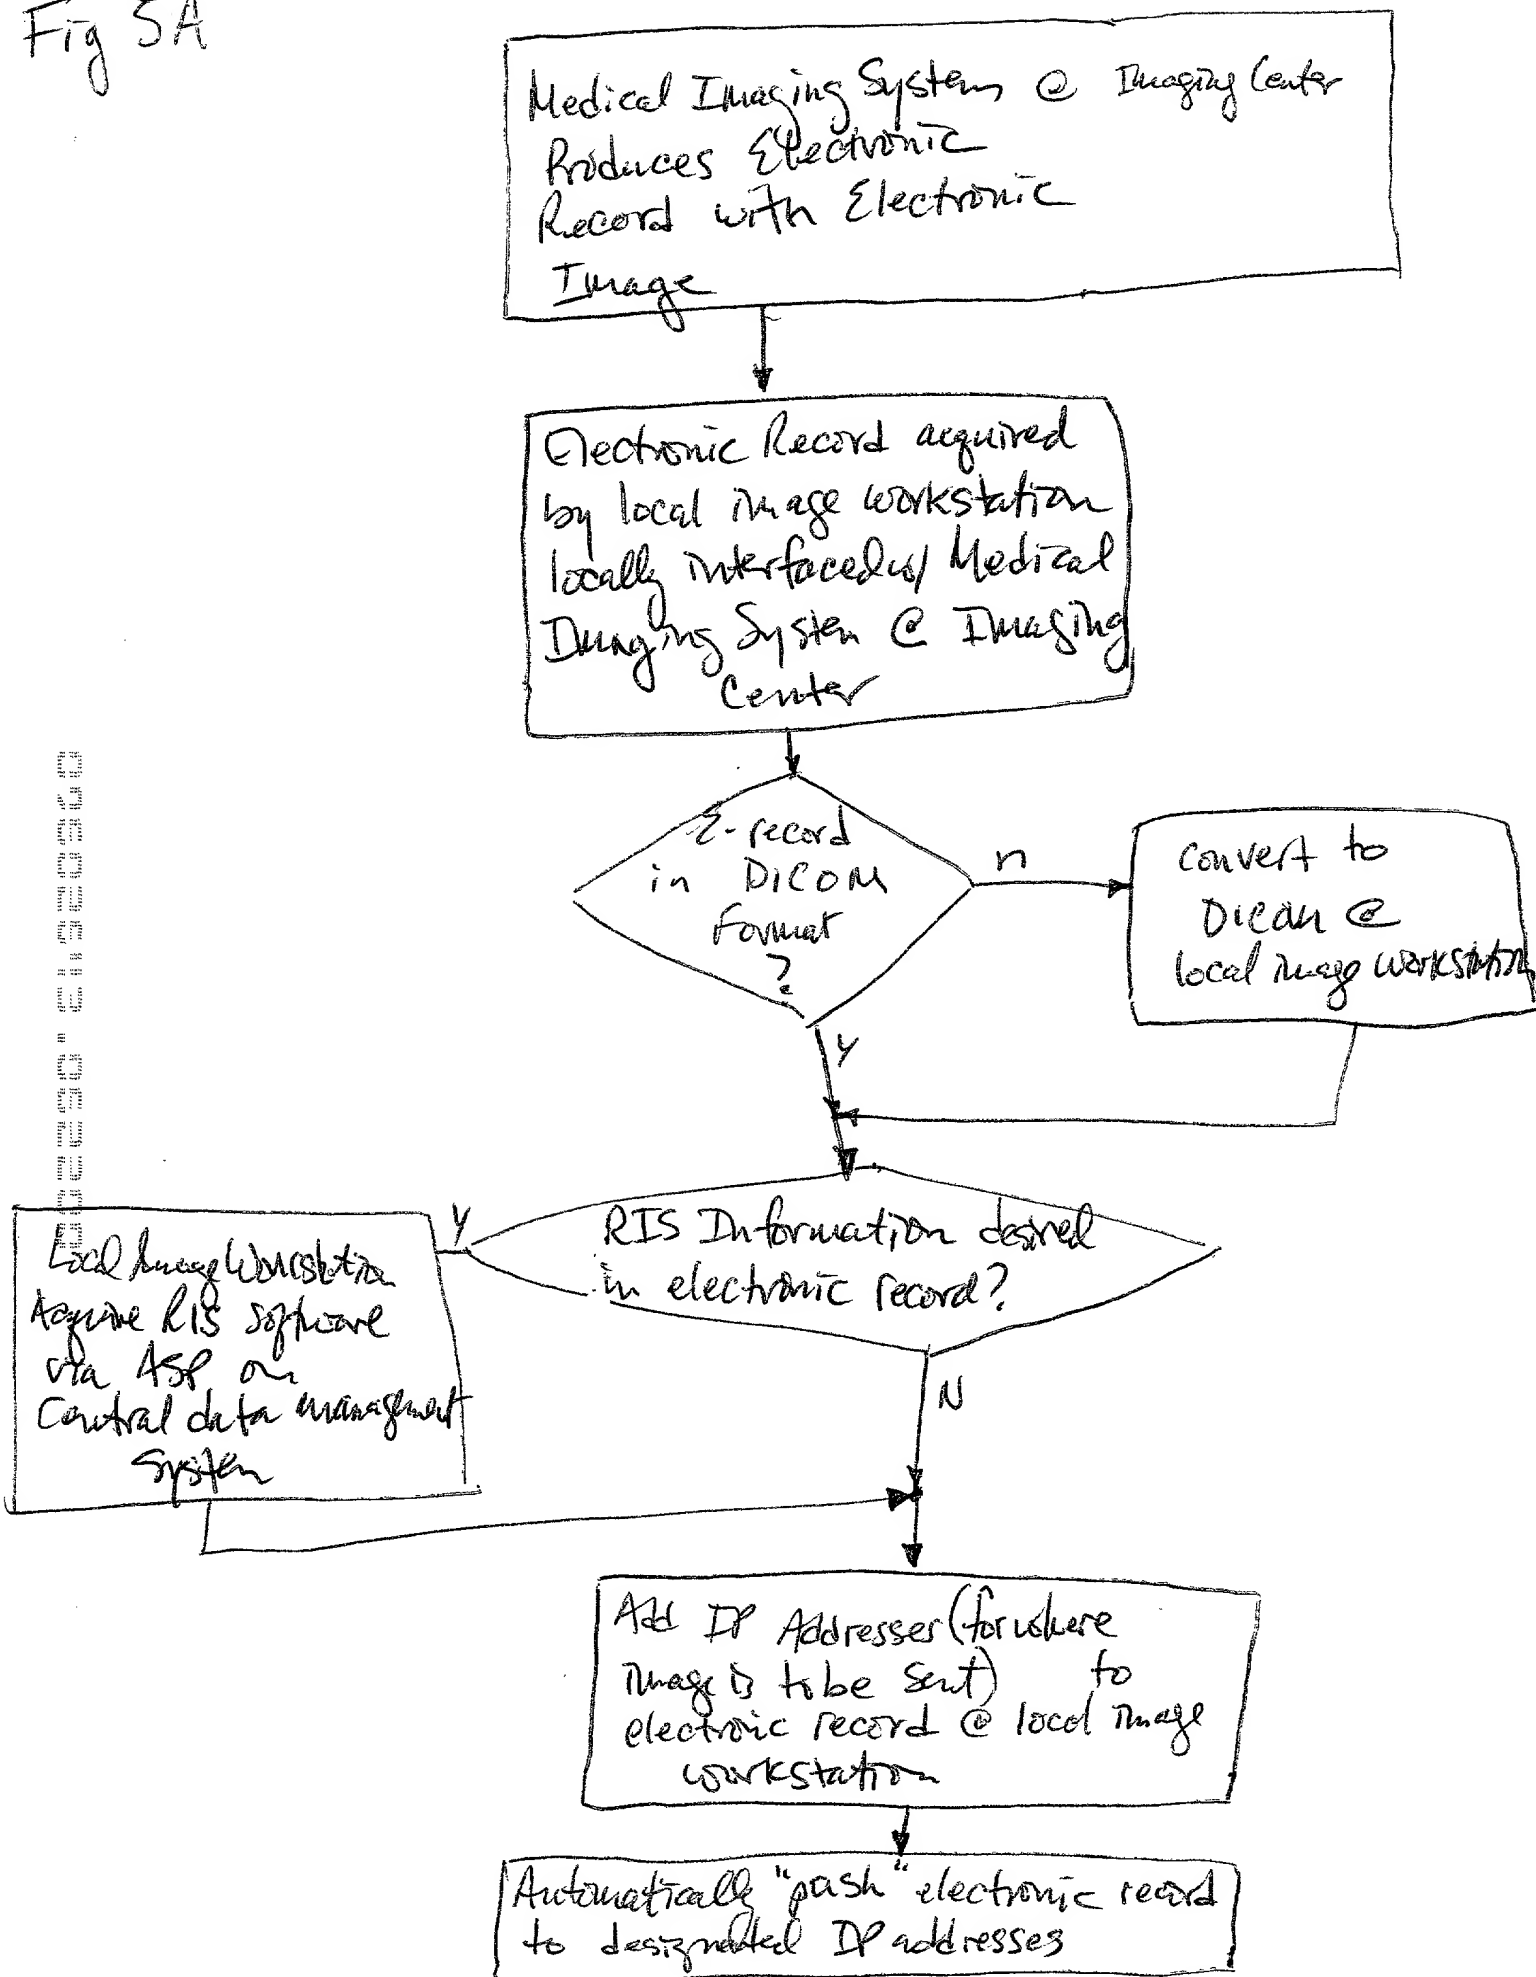 Fig 5A
Medical Imaging System @ Imaging Center
Produces Electronic
Record with Electronic
Image
Electronic Record acquired
by local image workstation
locally interfaced w/ Medical
Imaging System @ Imaging
Center
E-record
in DICOM
Format
?
n
convert to
DICOM @
local image workstation
Y
RIS Information desired
in electronic record?
Y
Local Image Workstation
Acquire RIS software
via ASP on
Central data management
System
N
Add IP Addresses (for where
image is to be sent) to
electronic record @ local image
workstation
Automatically "push" electronic record
to designated IP addresses